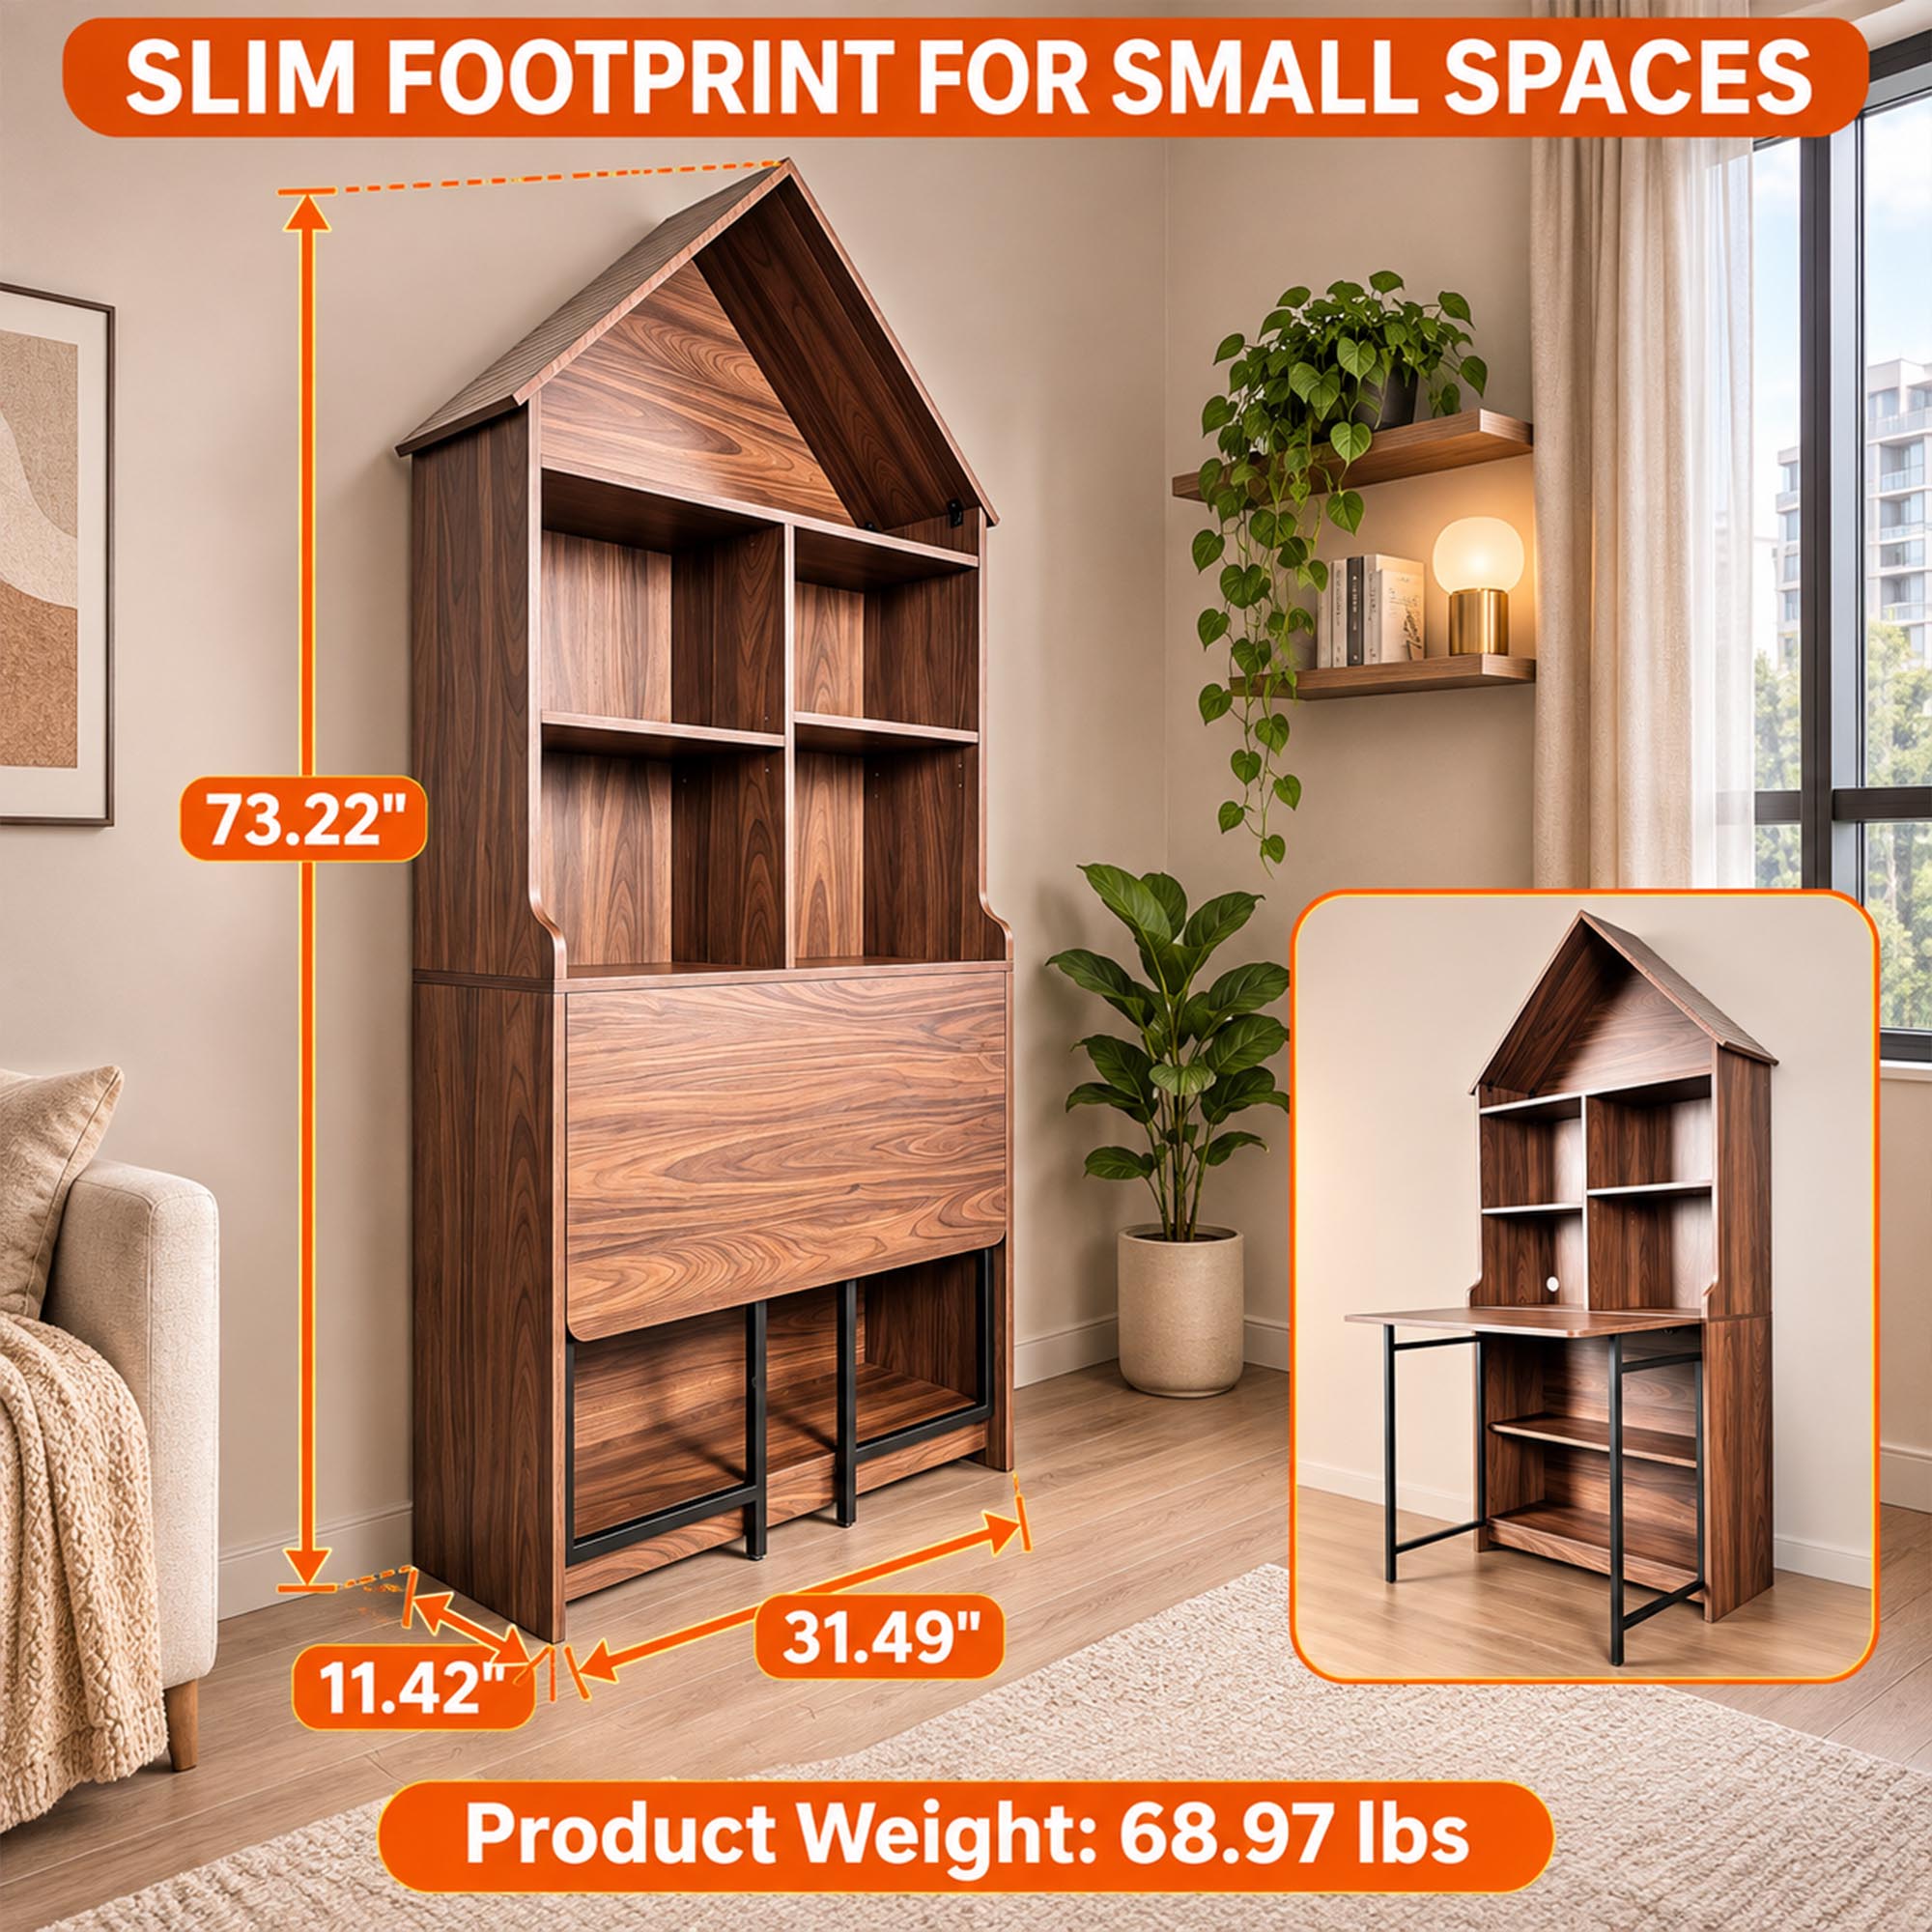 SLIM FOOTPRINT FOR SMALL SPACES
73.22"
31.49"
11.42"
Product Weight: 68.97 lbs